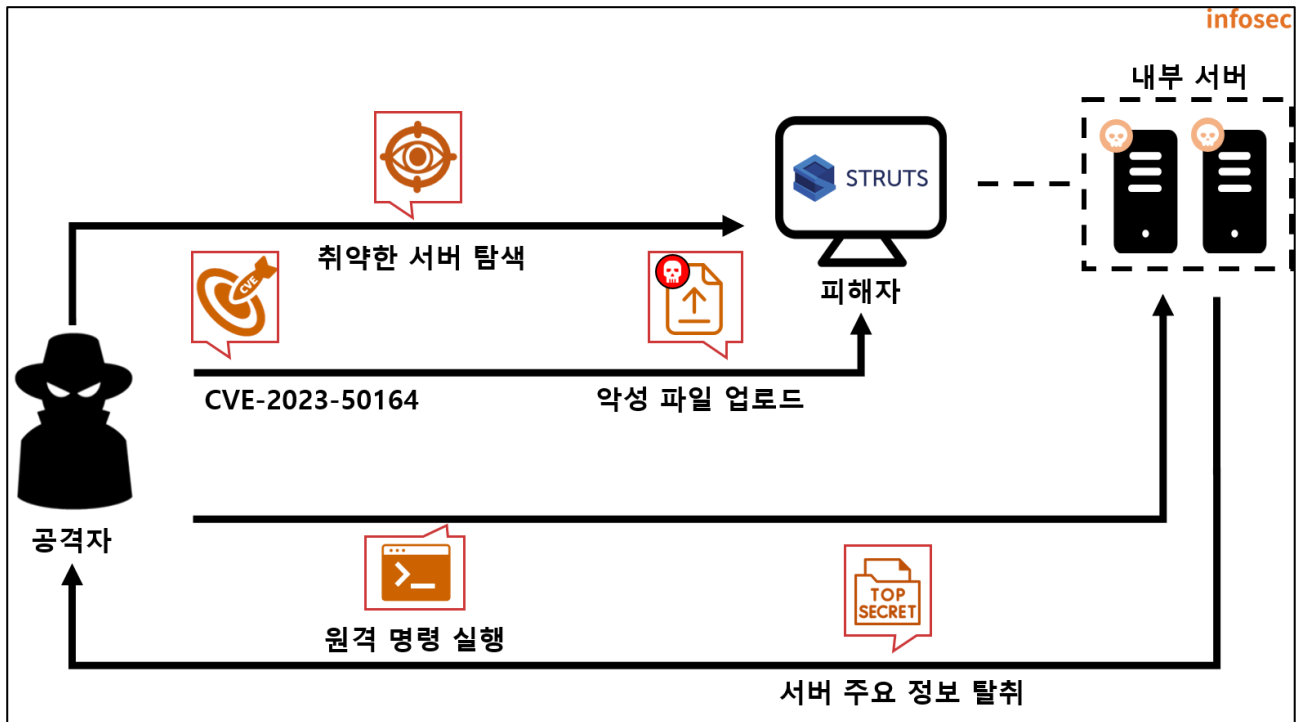 infosec
내부 서버
STRUTS
취약한 서버 탐색
피해자
CVE
CVE-2023-50164
악성 파일 업로드
공격자
>_
원격 명령 실행
TOP
SECRET
서버 주요 정보 탈취